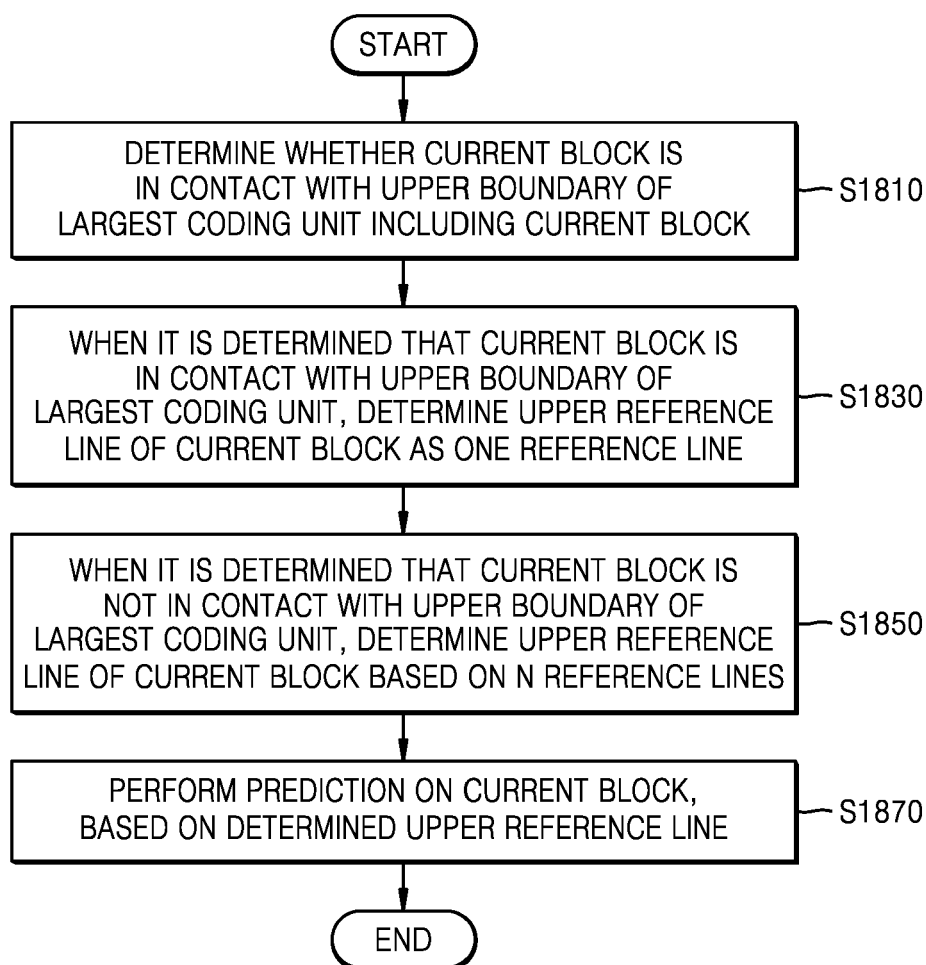 START
DETERMINE WHETHER CURRENT BLOCK IS
IN CONTACT WITH UPPER BOUNDARY OF
LARGEST CODING UNIT INCLUDING CURRENT BLOCK
S1810
WHEN IT IS DETERMINED THAT CURRENT BLOCK IS
IN CONTACT WITH UPPER BOUNDARY OF
LARGEST CODING UNIT, DETERMINE UPPER REFERENCE
LINE OF CURRENT BLOCK AS ONE REFERENCE LINE
S1830
WHEN IT IS DETERMINED THAT CURRENT BLOCK IS
NOT IN CONTACT WITH UPPER BOUNDARY OF
LARGEST CODING UNIT, DETERMINE UPPER REFERENCE
LINE OF CURRENT BLOCK BASED ON N REFERENCE LINES
S1850
PERFORM PREDICTION ON CURRENT BLOCK,
BASED ON DETERMINED UPPER REFERENCE LINE
S1870
END